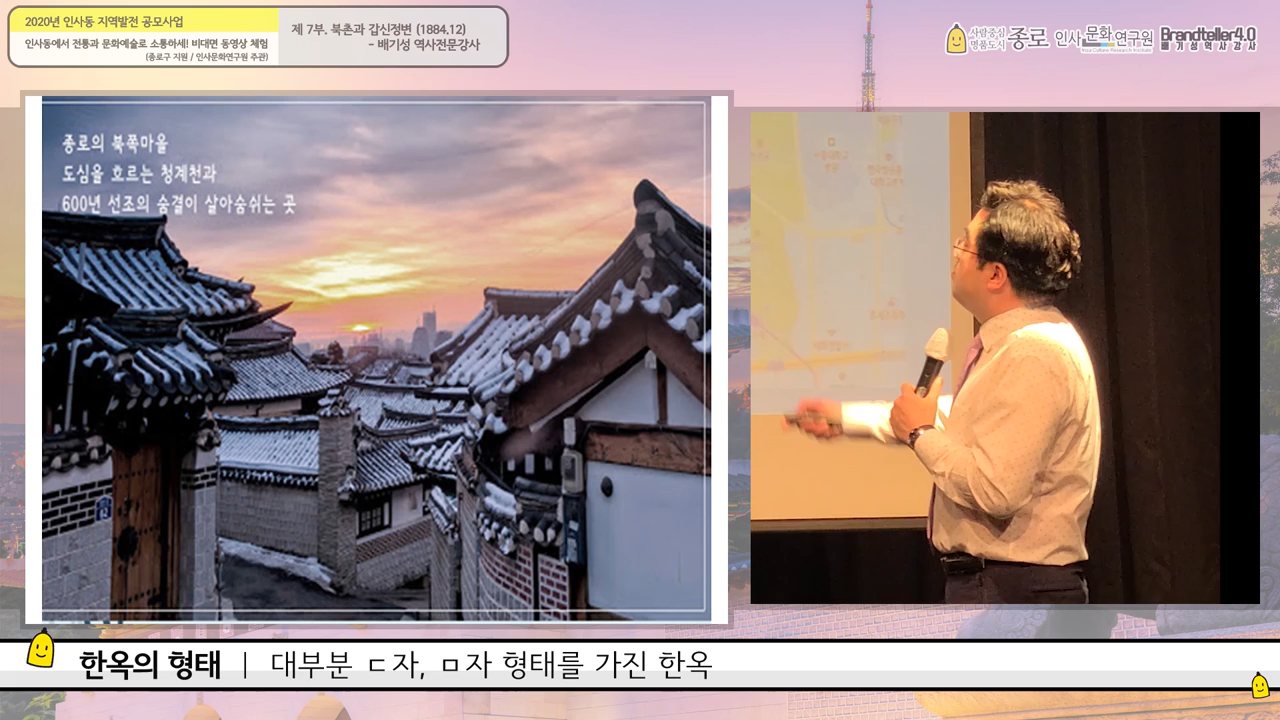 2020년 인사동 지역발전 공모사업
인사동에서 전통과 문화예술로 소통하세! 비대면 동영상 체험
(종로구 지원 / 인사문화연구원 주관)
제 7부. 북촌과 갑신정변 (1884.12)
- 배기성 역사전문강사
사람중심
명품도시
종로
인사문화연구원
Insa Culture Research Institute
Brandteller4.0
배기성역사강사
종로의 북쪽마을
도심을 흐르는 청계천과
600년 선조의 숨결이 살아숨쉬는 곳
한옥의 형태 | 대부분 ㄷ자, ㅁ자 형태를 가진 한옥